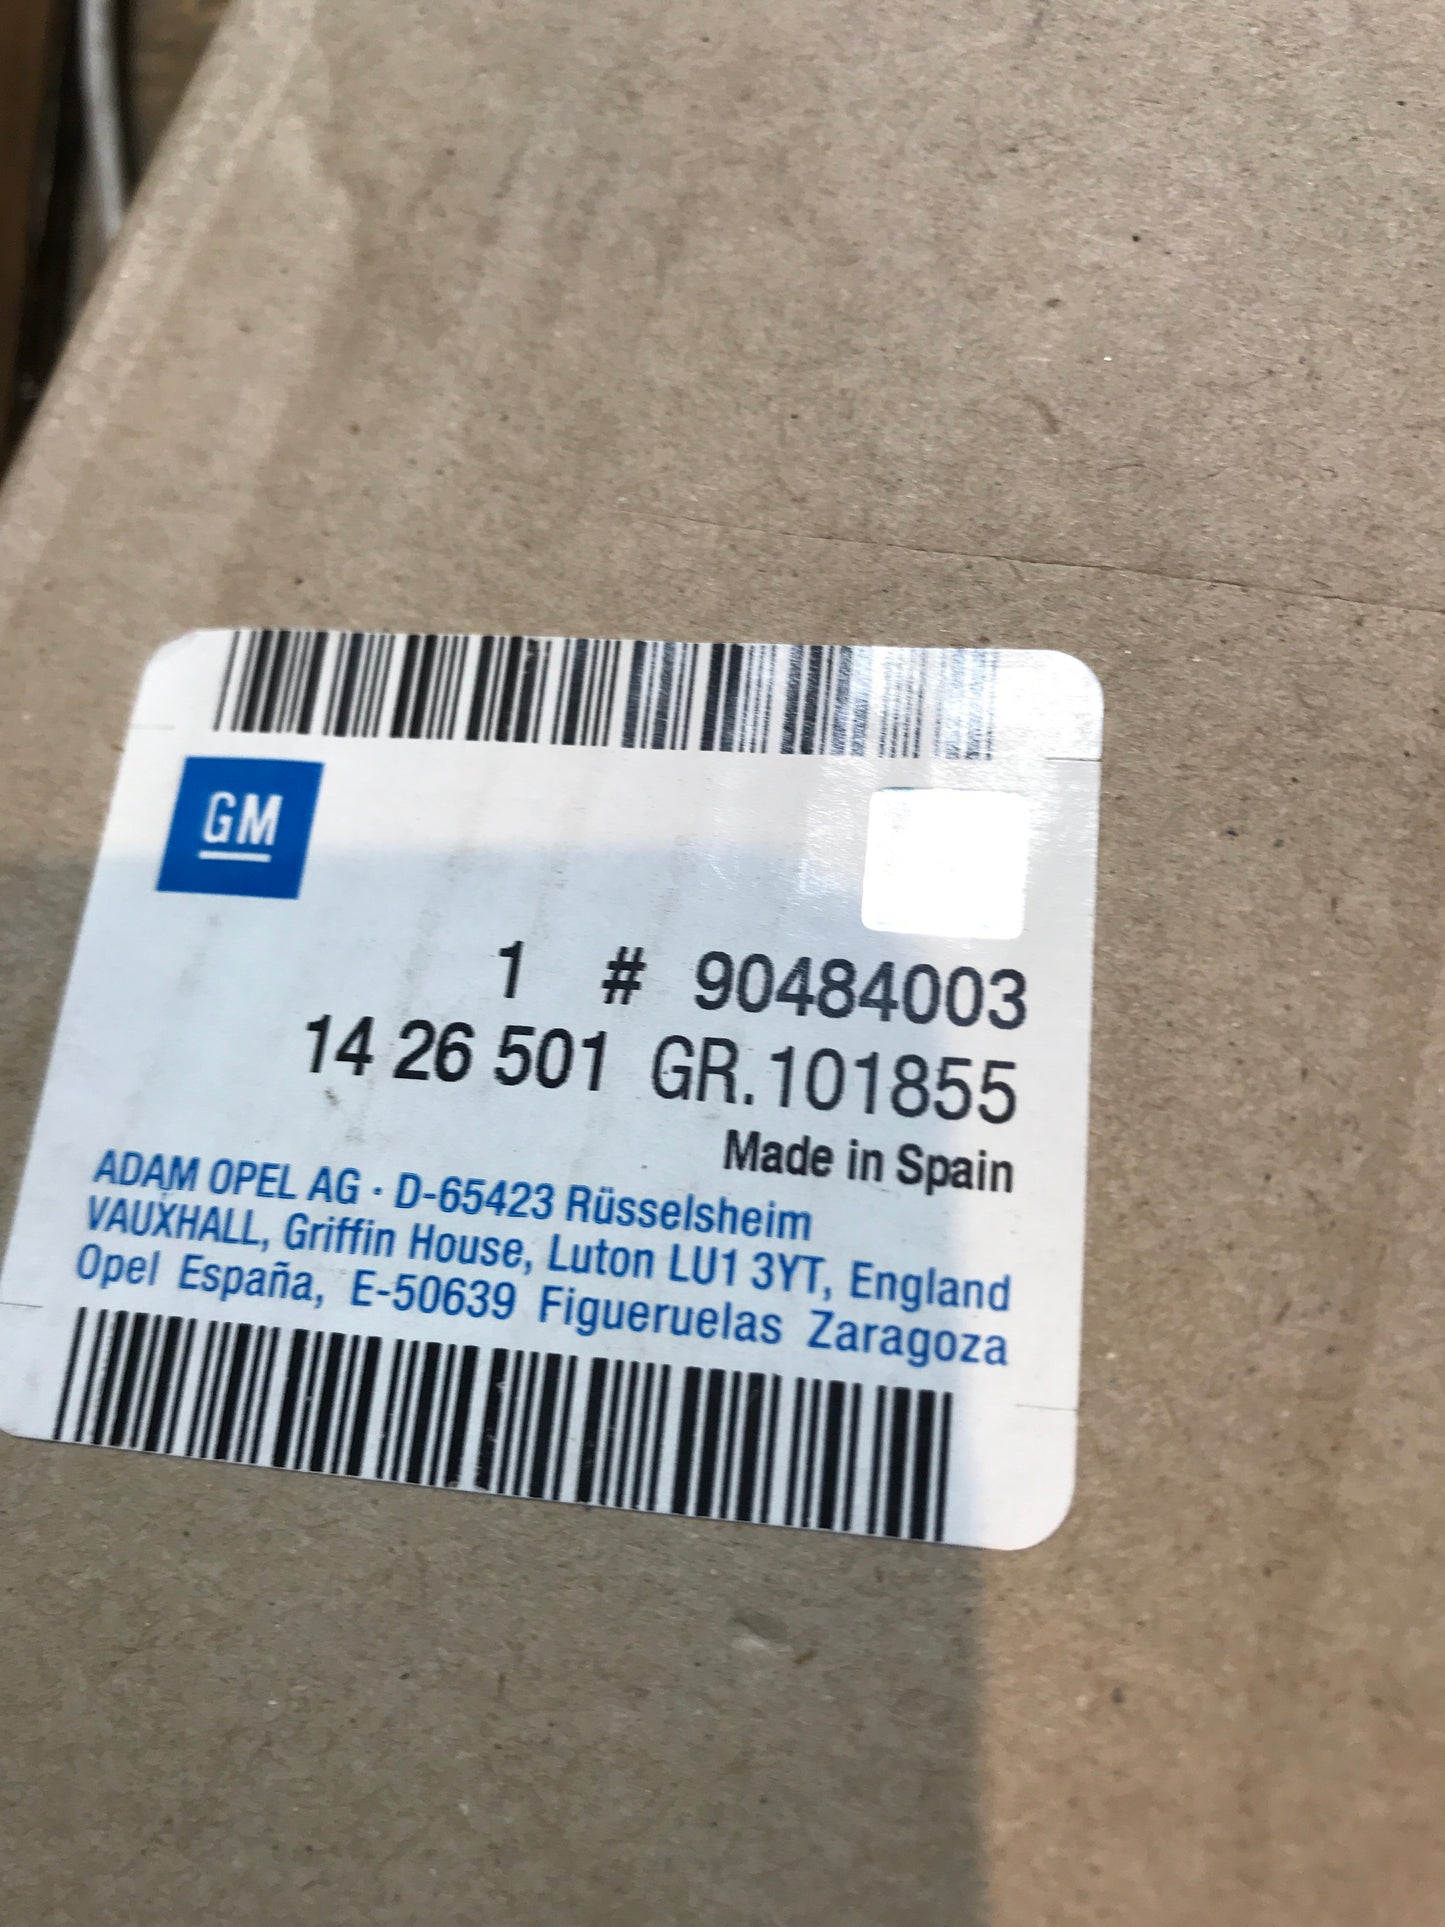 GM
1 # 90484003
14 26 501 GR.101855
Made in Spain
ADAM OPEL AG · D-65423 Rüsselsheim
VAUXHALL, Griffin House, Luton LU1 3YT, England
Opel España, E-50639 Figueruelas Zaragoza